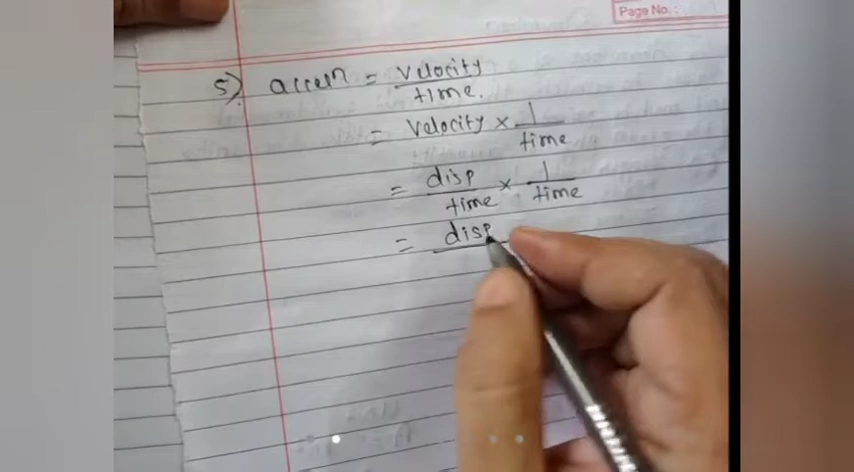 Page No.:
5) acceln = velocity / time.
= velocity × 1 / time
= disp / time × 1 / time
= disp